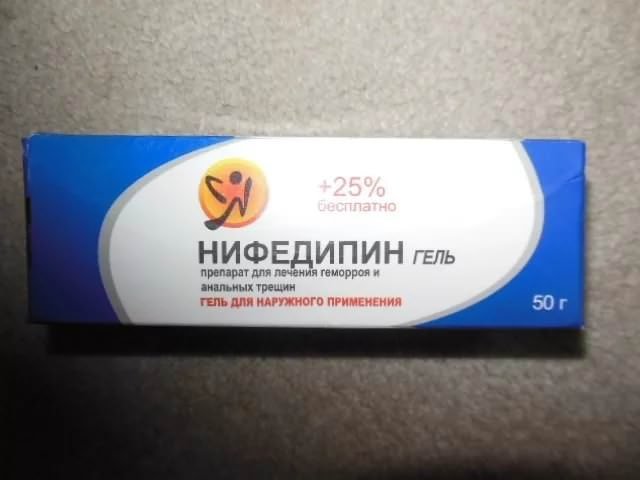 +25%
бесплатно
НИФЕДИПИН ГЕЛЬ
препарат для лечения геморроя и
анальных трещин
ГЕЛЬ ДЛЯ НАРУЖНОГО ПРИМЕНЕНИЯ
50 г